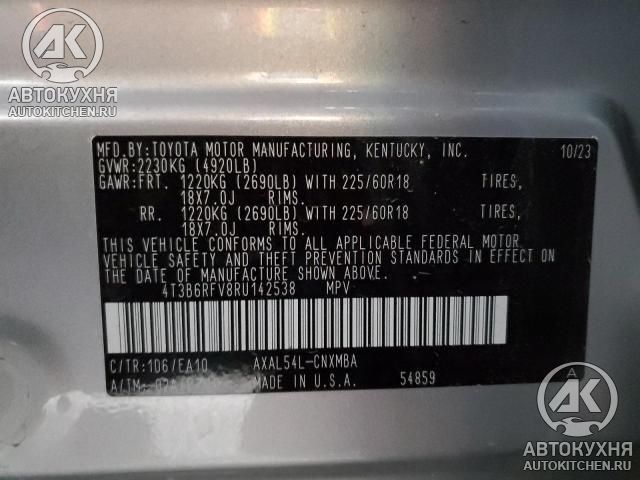 АК
АВТОКУХНЯ
AUTOKITCHEN.RU
MFD.BY:TOYOTA MOTOR MANUFACTURING, KENTUCKY, INC. 10/23
GVWR:2230KG (4920LB)
GAWR:FRT. 1220KG (2690LB) WITH 225/60R18 TIRES,
18X7.0J RIMS.
RR. 1220KG (2690LB) WITH 225/60R18 TIRES,
18X7.0J RIMS.
THIS VEHICLE CONFORMS TO ALL APPLICABLE FEDERAL MOTOR
VEHICLE SAFETY AND THEFT PREVENTION STANDARDS IN EFFECT ON
THE DATE OF MANUFACTURE SHOWN ABOVE.
4T3B6RFV8RU142538 MPV
C/TR:1D6/EA10 AXAL54L-CNXMBA
A/TM: MADE IN U.S.A. 54859
A
АК
АВТОКУХНЯ
AUTOKITCHEN.RU